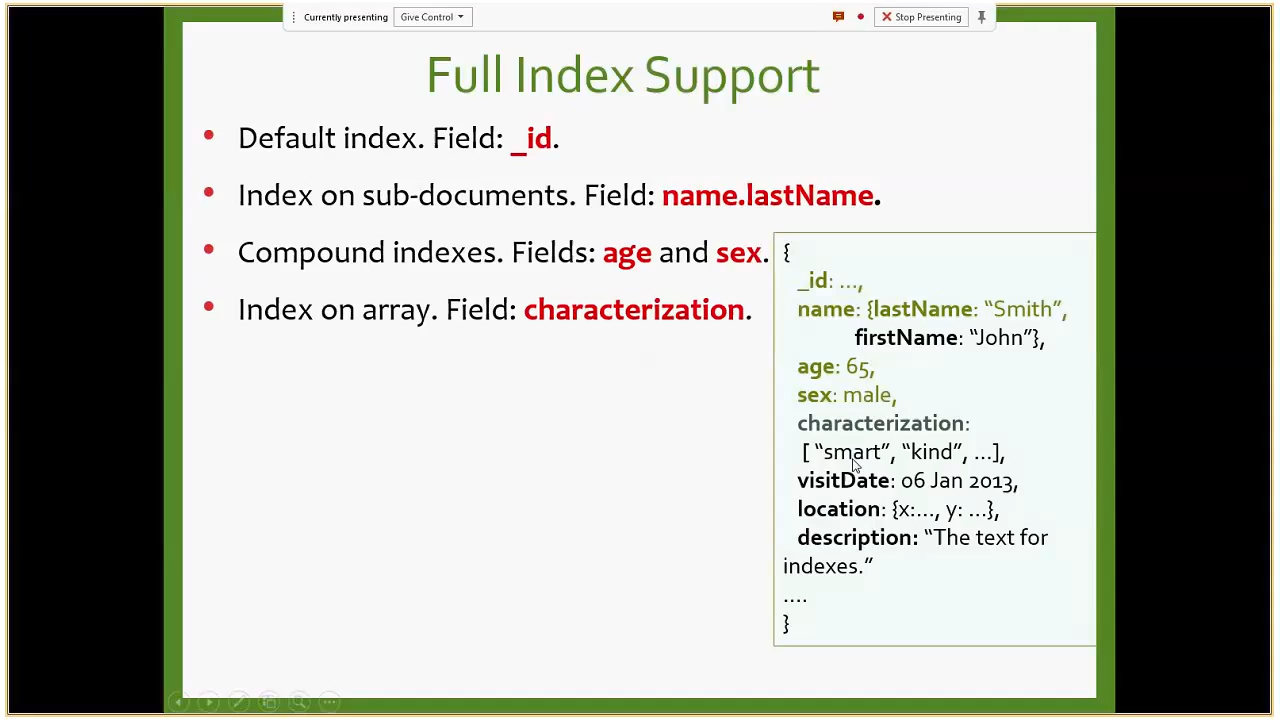 Currently presenting Give Control Stop Presenting
Full Index Support
• Default index. Field: _id.
• Index on sub-documents. Field: name.lastName.
• Compound indexes. Fields: age and sex.
• Index on array. Field: characterization.
{
_id: ...,
name: {lastName: “Smith”,
firstName: “John”},
age: 65,
sex: male,
characterization:
[ “smart”, “kind”, ...],
visitDate: 06 Jan 2013,
location: {x:..., y: ...},
description: “The text for
indexes.”
....
}